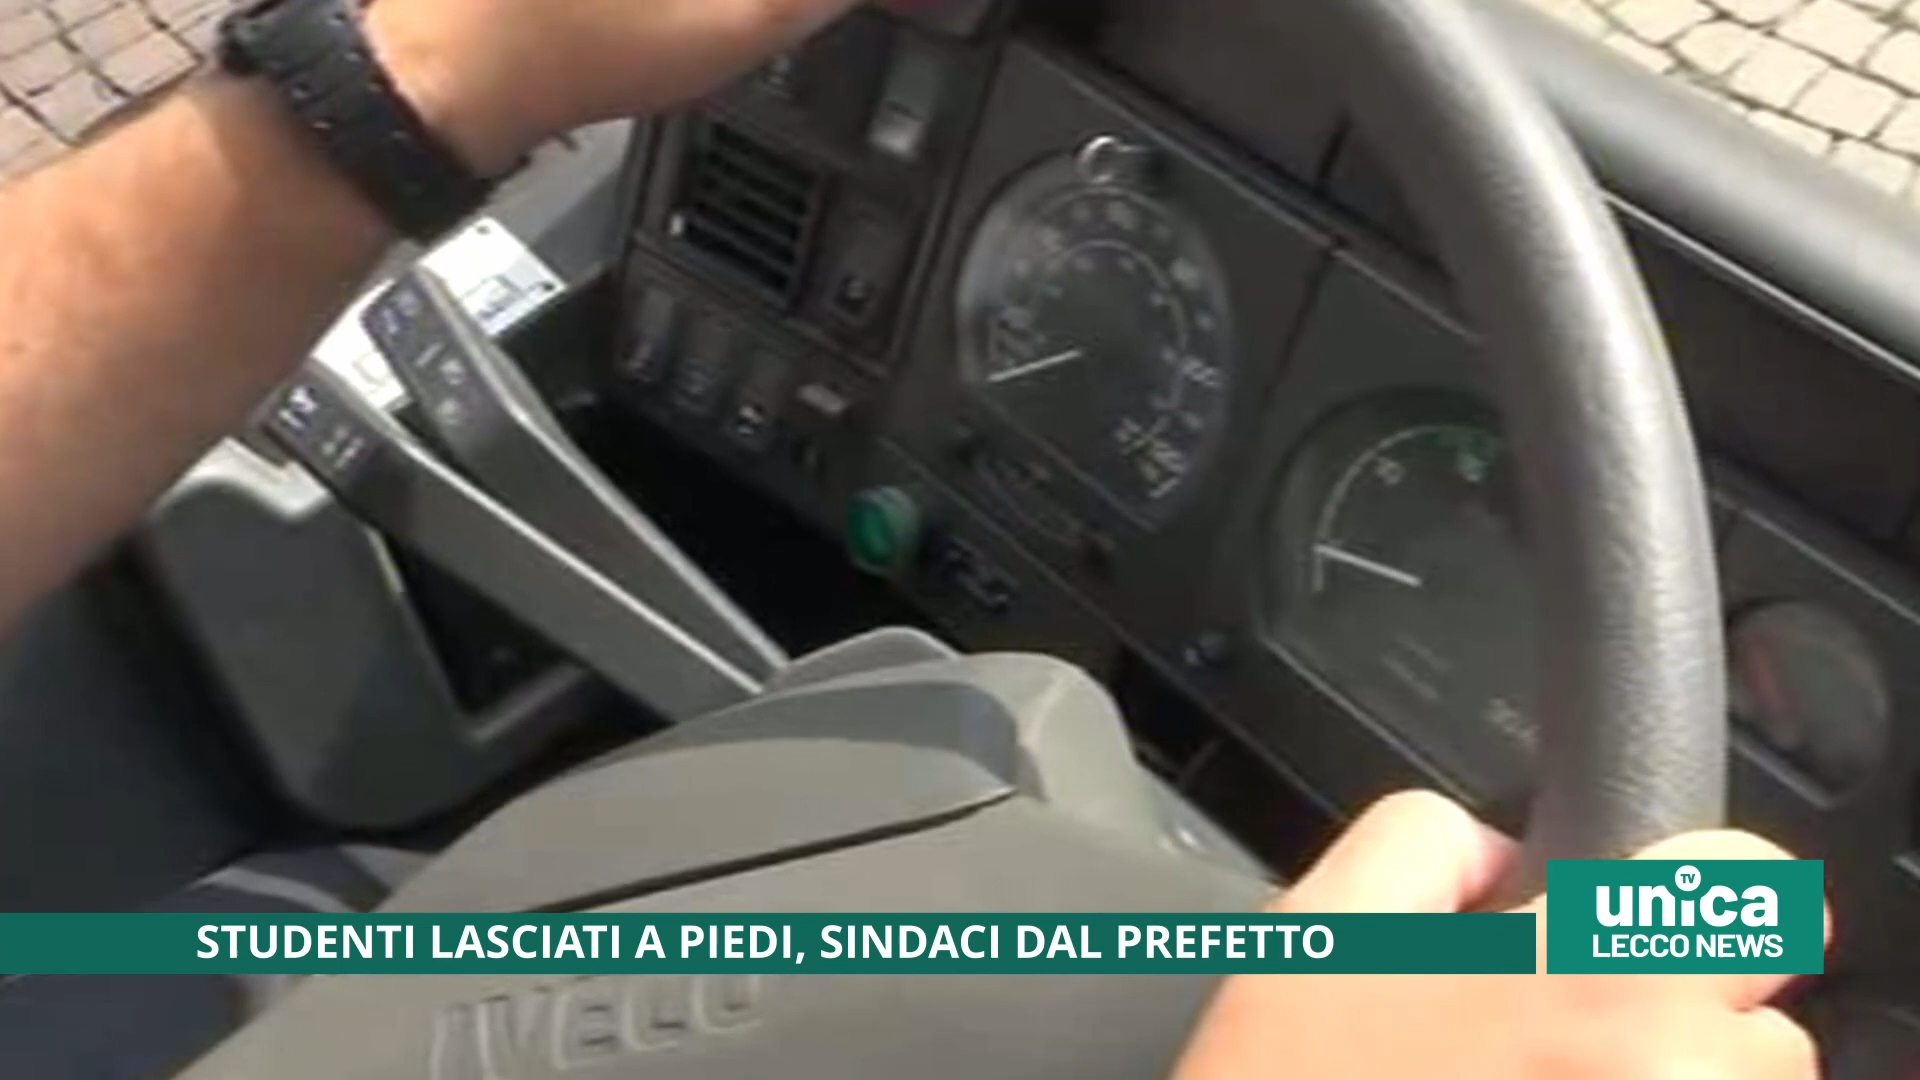 STUDENTI LASCIATI A PIEDI, SINDACI DAL PREFETTO
TV
unica
LECCO NEWS
IVECO